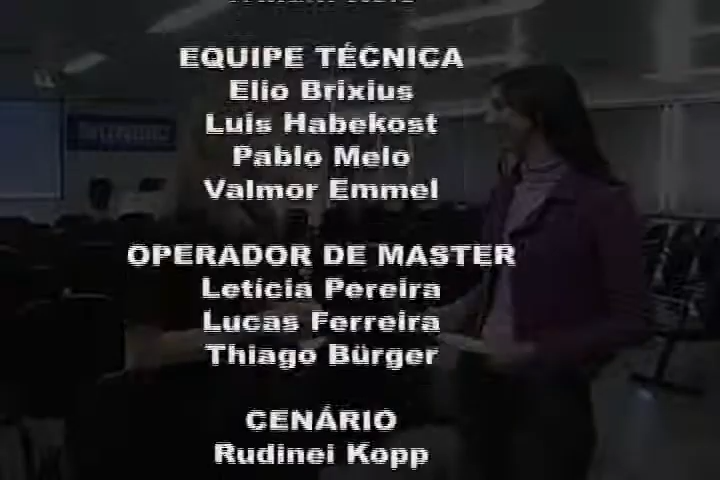 EQUIPE TÉCNICA
Elio Brixius
Luis Habekost
Pablo Melo
Valmor Emmel
OPERADOR DE MASTER
Letícia Pereira
Lucas Ferreira
Thiago Bürger
CENÁRIO
Rudinei Kopp